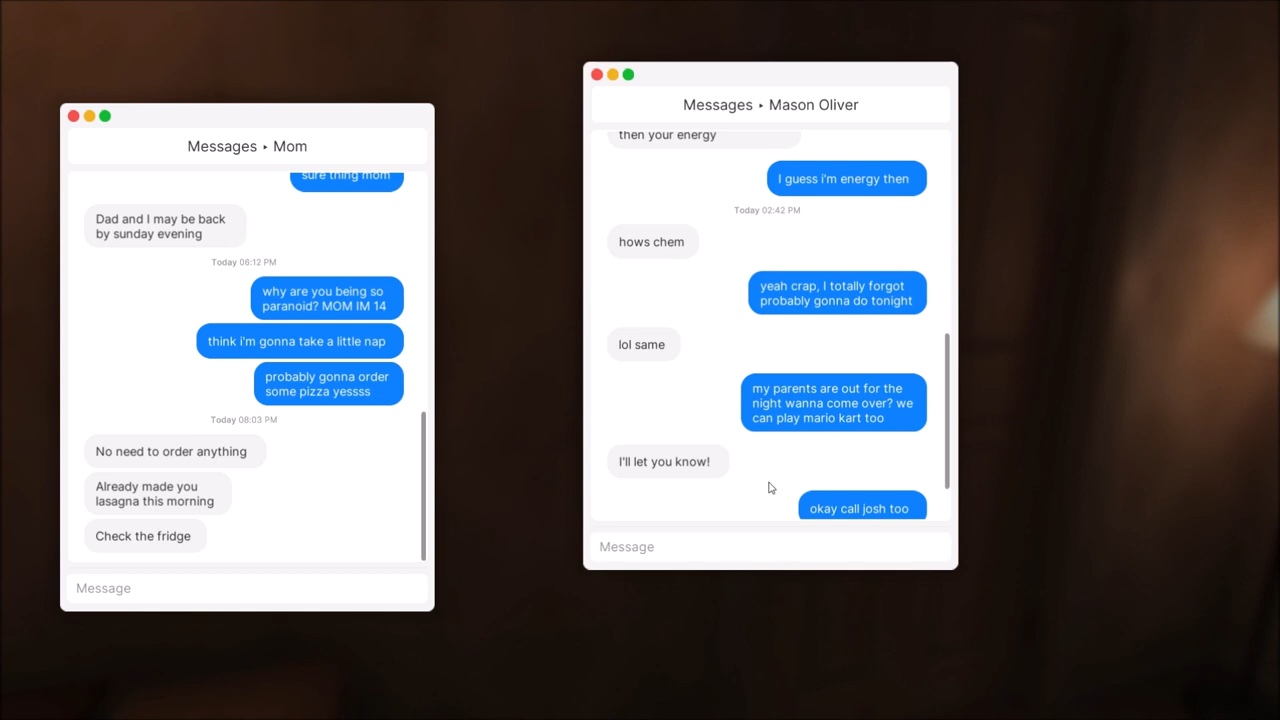 Messages ▸ Mom
sure thing mom
Dad and I may be back
by sunday evening
Today 06:12 PM
why are you being so
paranoid? MOM IM 14
think i'm gonna take a little nap
probably gonna order
some pizza yessss
Today 08:03 PM
No need to order anything
Already made you
lasagna this morning
Check the fridge
Message
Messages ▸ Mason Oliver
then your energy
I guess i'm energy then
Today 02:42 PM
hows chem
yeah crap, I totally forgot
probably gonna do tonight
lol same
my parents are out for the
night wanna come over? we
can play mario kart too
I'll let you know!
okay call josh too
Message